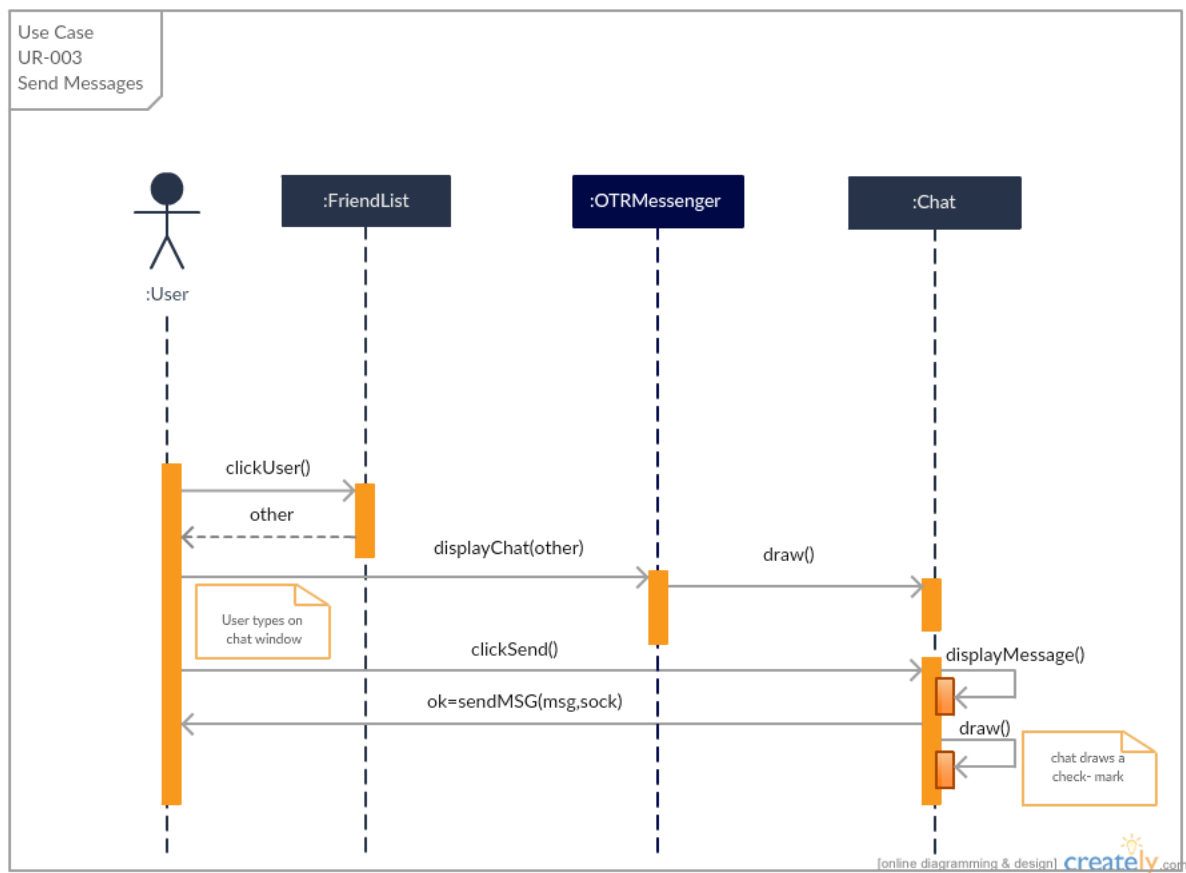 Use Case
UR-003
Send Messages
:FriendList
:OTRMessenger
:Chat
:User
clickUser()
other
displayChat(other)
draw()
User types on
chat window
clickSend()
displayMessage()
ok=sendMSG(msg,sock)
draw()
chat draws a
check- mark
[online diagramming & design] creately.com